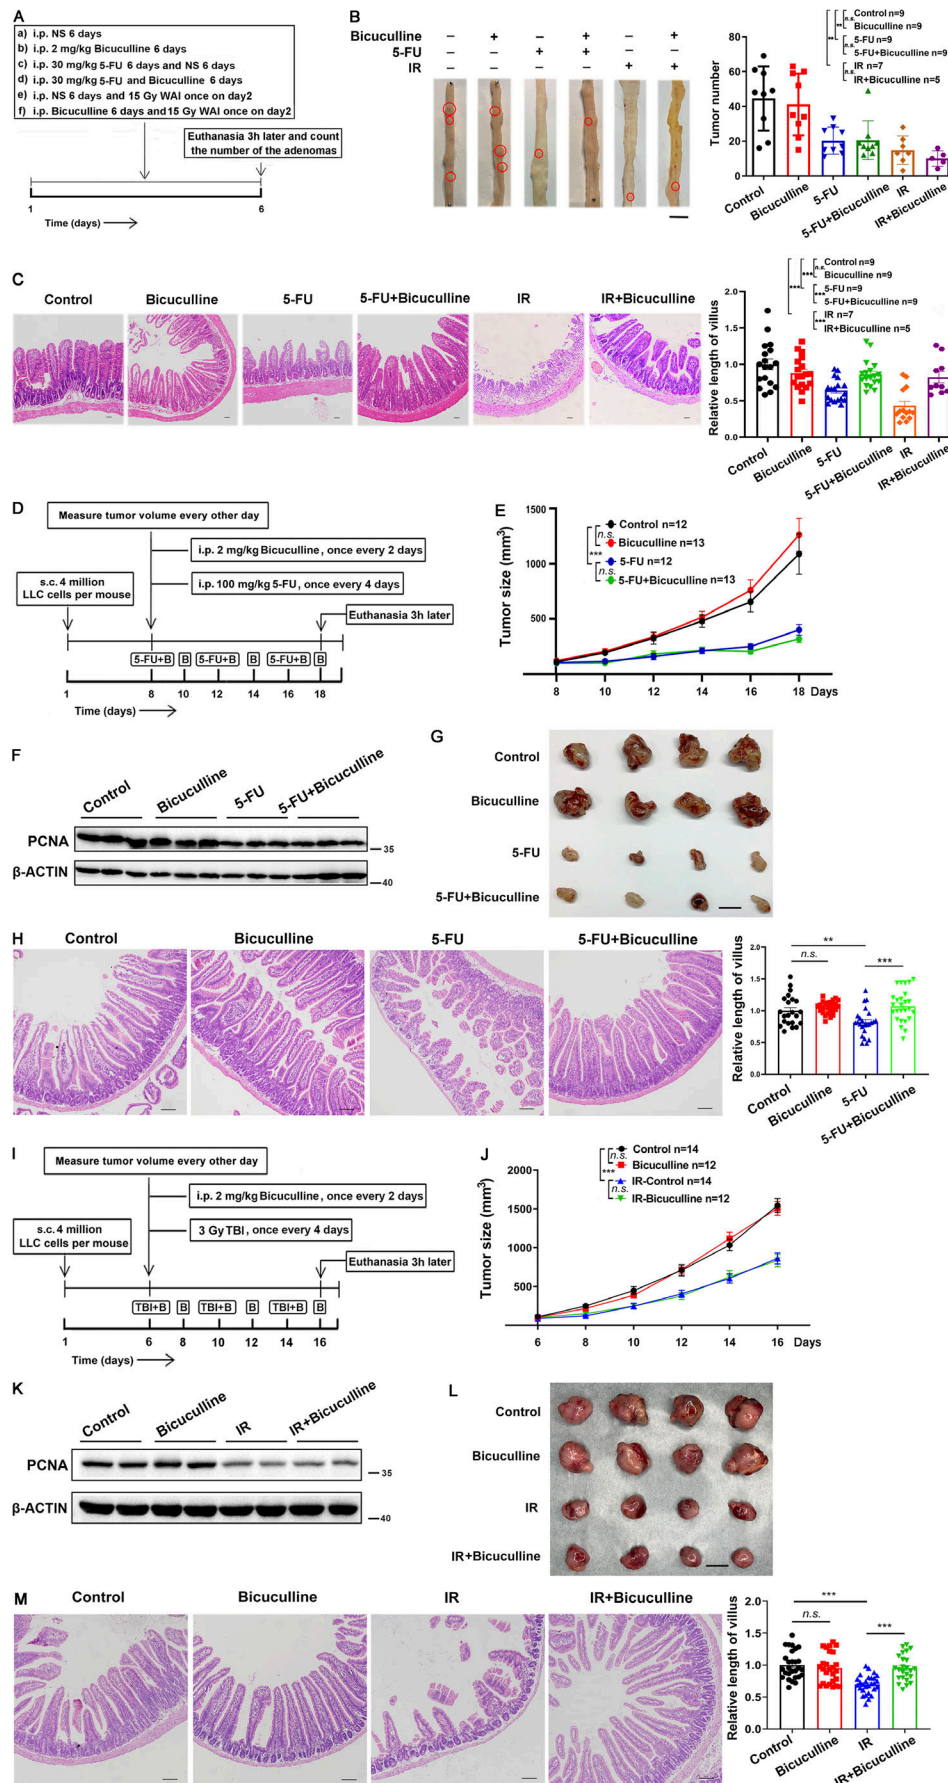 A
a) i.p. NS 6 days
b) i.p. 2 mg/kg Bicuculline 6 days
c) i.p. 30 mg/kg 5-FU 6 days and NS 6 days
d) i.p. 30 mg/kg 5-FU and Bicuculline 6 days
e) i.p. NS 6 days and 15 Gy WAI once on day2
f) i.p. Bicuculline 6 days and15 Gy WAI once on day2
Euthanasia 3h later and count
the number of the adenomas
1 6
Time (days)
B
Bicuculline – + – + – +
5-FU – – + + – –
IR – – – – + +
Tumor number
80
60
40
20
0
Control n=9
Bicuculline n=9
5-FU n=9
5-FU+Bicuculline n=9
IR n=7
IR+Bicuculline n=5
n.s.
**
n.s.
**
n.s.
Control Bicuculline 5-FU 5-FU+Bicuculline IR IR+Bicuculline
C
Control Bicuculline 5-FU 5-FU+Bicuculline IR IR+Bicuculline
Relative length of villus
2.0
1.5
1.0
0.5
0.0
Control n=9
Bicuculline n=9
5-FU n=9
5-FU+Bicuculline n=9
IR n=7
IR+Bicuculline n=5
n.s.
***
***
***
***
Control Bicuculline 5-FU 5-FU+Bicuculline IR IR+Bicuculline
D
Measure tumor volume every other day
i.p. 2 mg/kg Bicuculline, once every 2 days
s.c. 4 million
LLC cells per mouse
i.p. 100 mg/kg 5-FU, once every 4 days
Euthanasia 3h later
5-FU+B B 5-FU+B B 5-FU+B B
1 8 10 12 14 16 18
Time (days)
E
Tumor size (mm3)
1500
1000
500
8 10 12 14 16 18 Days
Control n=12
Bicuculline n=13
5-FU n=12
5-FU+Bicuculline n=13
n.s.
***
n.s.
F
Control Bicuculline 5-FU 5-FU+Bicuculline
PCNA
35
β-ACTIN
40
G
Control
Bicuculline
5-FU
5-FU+Bicuculline
H
Control Bicuculline 5-FU 5-FU+Bicuculline
Relative length of villus
2.0
1.5
1.0
0.5
0.0
**
n.s. ***
Control Bicuculline 5-FU 5-FU+Bicuculline
I
Measure tumor volume every other day
i.p. 2 mg/kg Bicuculline, once every 2 days
s.c. 4 million
LLC cells per mouse
3 Gy TBI, once every 4 days
Euthanasia 3h later
TBI+B B TBI+B B TBI+B B
1 6 8 10 12 14 16
Time (days)
J
Tumor size (mm3)
2000
1500
1000
500
6 8 10 12 14 16 Days
Control n=14
Bicuculline n=12
IR-Control n=14
IR-Bicuculline n=12
n.s.
***
n.s.
K
Control Bicuculline IR IR+Bicuculline
PCNA
35
β-ACTIN
40
L
Control
Bicuculline
IR
IR+Bicuculline
M
Control Bicuculline IR IR+Bicuculline
Relative length of villus
2.0
1.5
1.0
0.5
0.0
***
n.s. ***
Control Bicuculline IR IR+Bicuculline